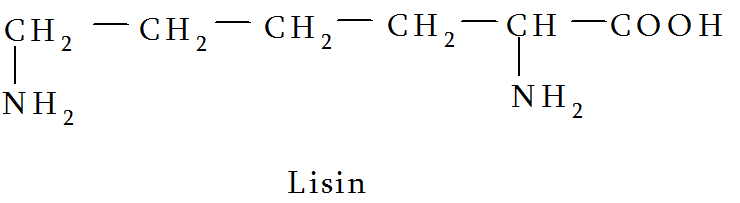 CH₂ — CH₂ — CH₂ — CH₂ — CH — COOH
NH₂ NH₂
Lisin